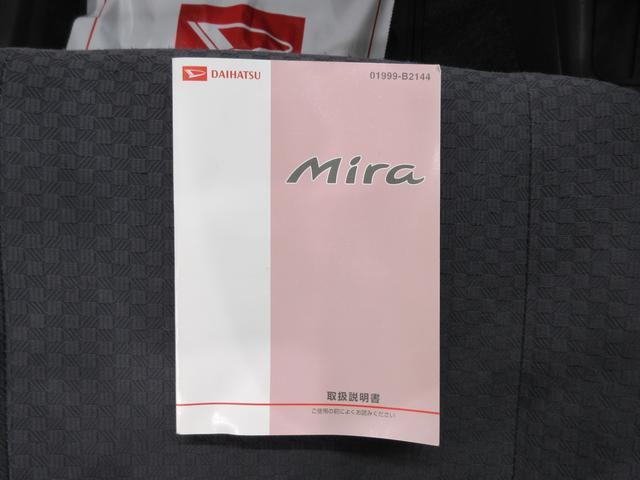 DAIHATSU
01999-B2144
Mira
取扱説明書
ご使用の前によくお読みください